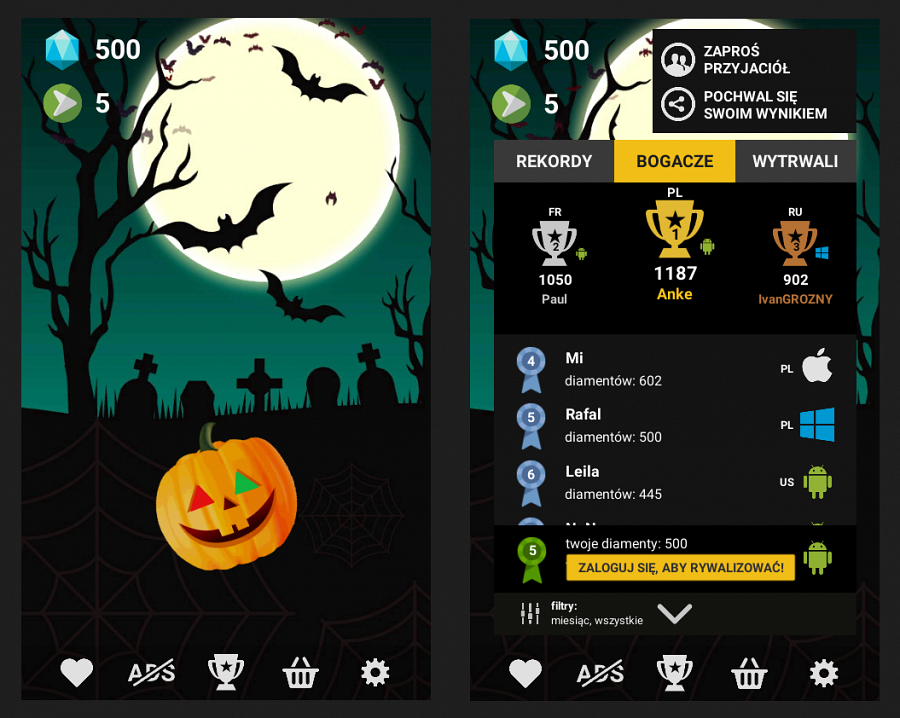 500
5
ADS
500
5
ZAPROŚ
PRZYJACIÓŁ
POCHWAL SIĘ
SWOIM WYNIKIEM
REKORDY BOGACZE WYTRWALI
PL
FR
RU
1
2
3
1187
Anke
1050
Paul
902
IvanGROZNY
4 Mi
diamentów: 602
PL
5 Rafal
diamentów: 500
PL
6 Leila
diamentów: 445
US
5 twoje diamenty: 500
ZALOGUJ SIĘ, ABY RYWALIZOWAĆ!
filtry:
miesiąc, wszystkie
ADS